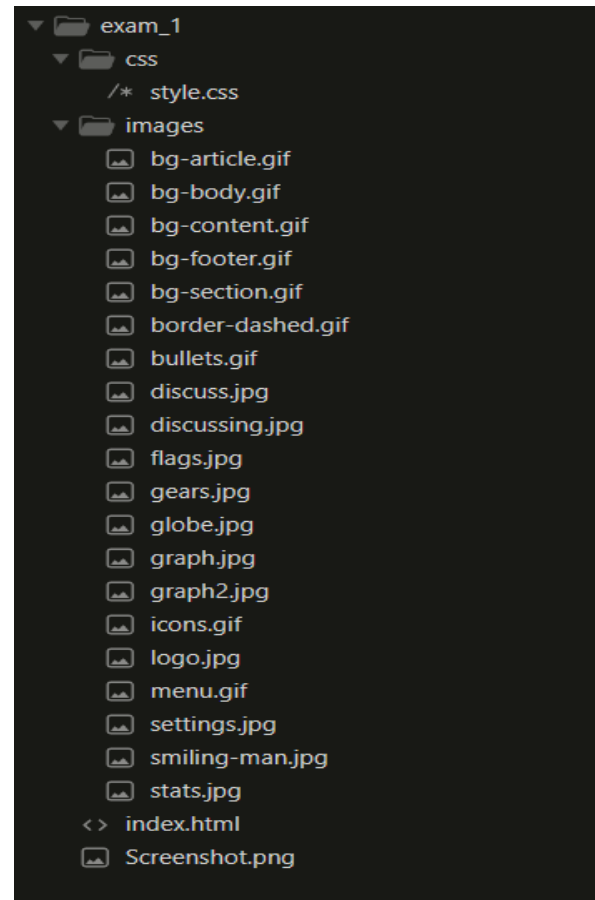 exam_1
css
/* style.css
images
bg-article.gif
bg-body.gif
bg-content.gif
bg-footer.gif
bg-section.gif
border-dashed.gif
bullets.gif
discuss.jpg
discussing.jpg
flags.jpg
gears.jpg
globe.jpg
graph.jpg
graph2.jpg
icons.gif
logo.jpg
menu.gif
settings.jpg
smiling-man.jpg
stats.jpg
<> index.html
Screenshot.png